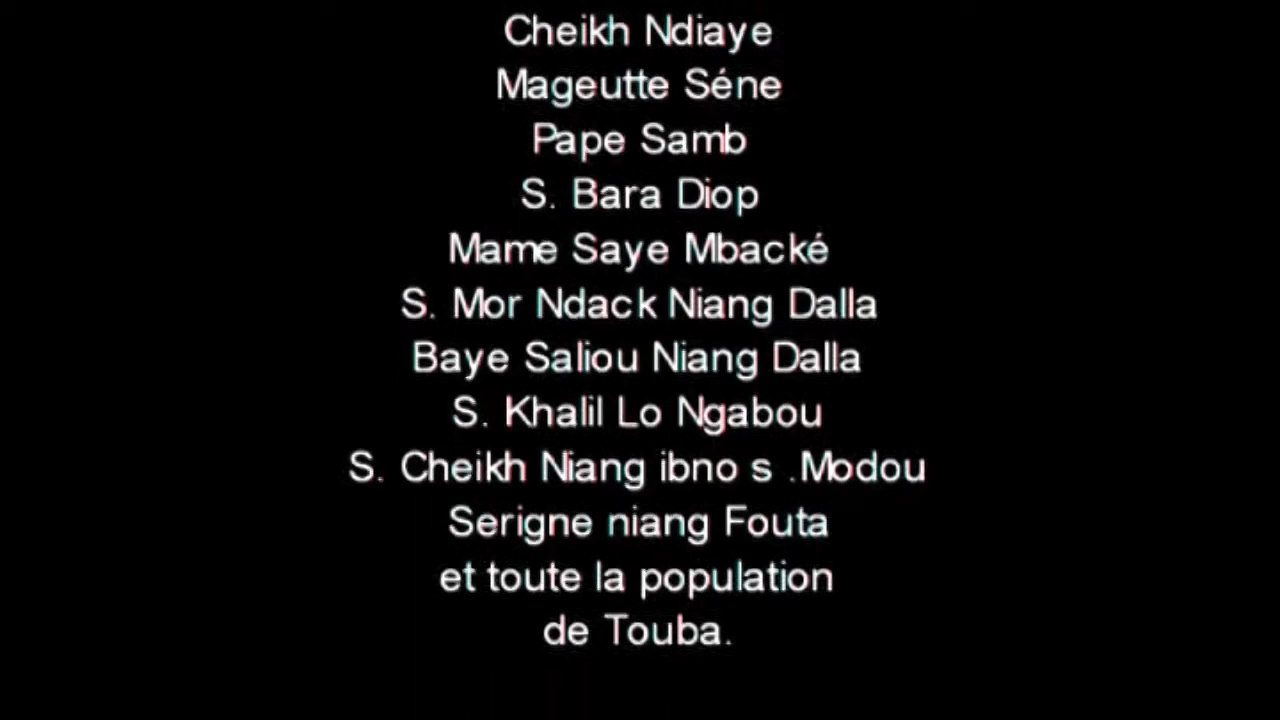 Cheikh Ndiaye
Mageutte Séne
Pape Samb
S. Bara Diop
Mame Saye Mbacké
S. Mor Ndack Niang Dalla
Baye Saliou Niang Dalla
S. Khalil Lo Ngabou
S. Cheikh Niang ibno s .Modou
Serigne niang Fouta
et toute la population
de Touba.